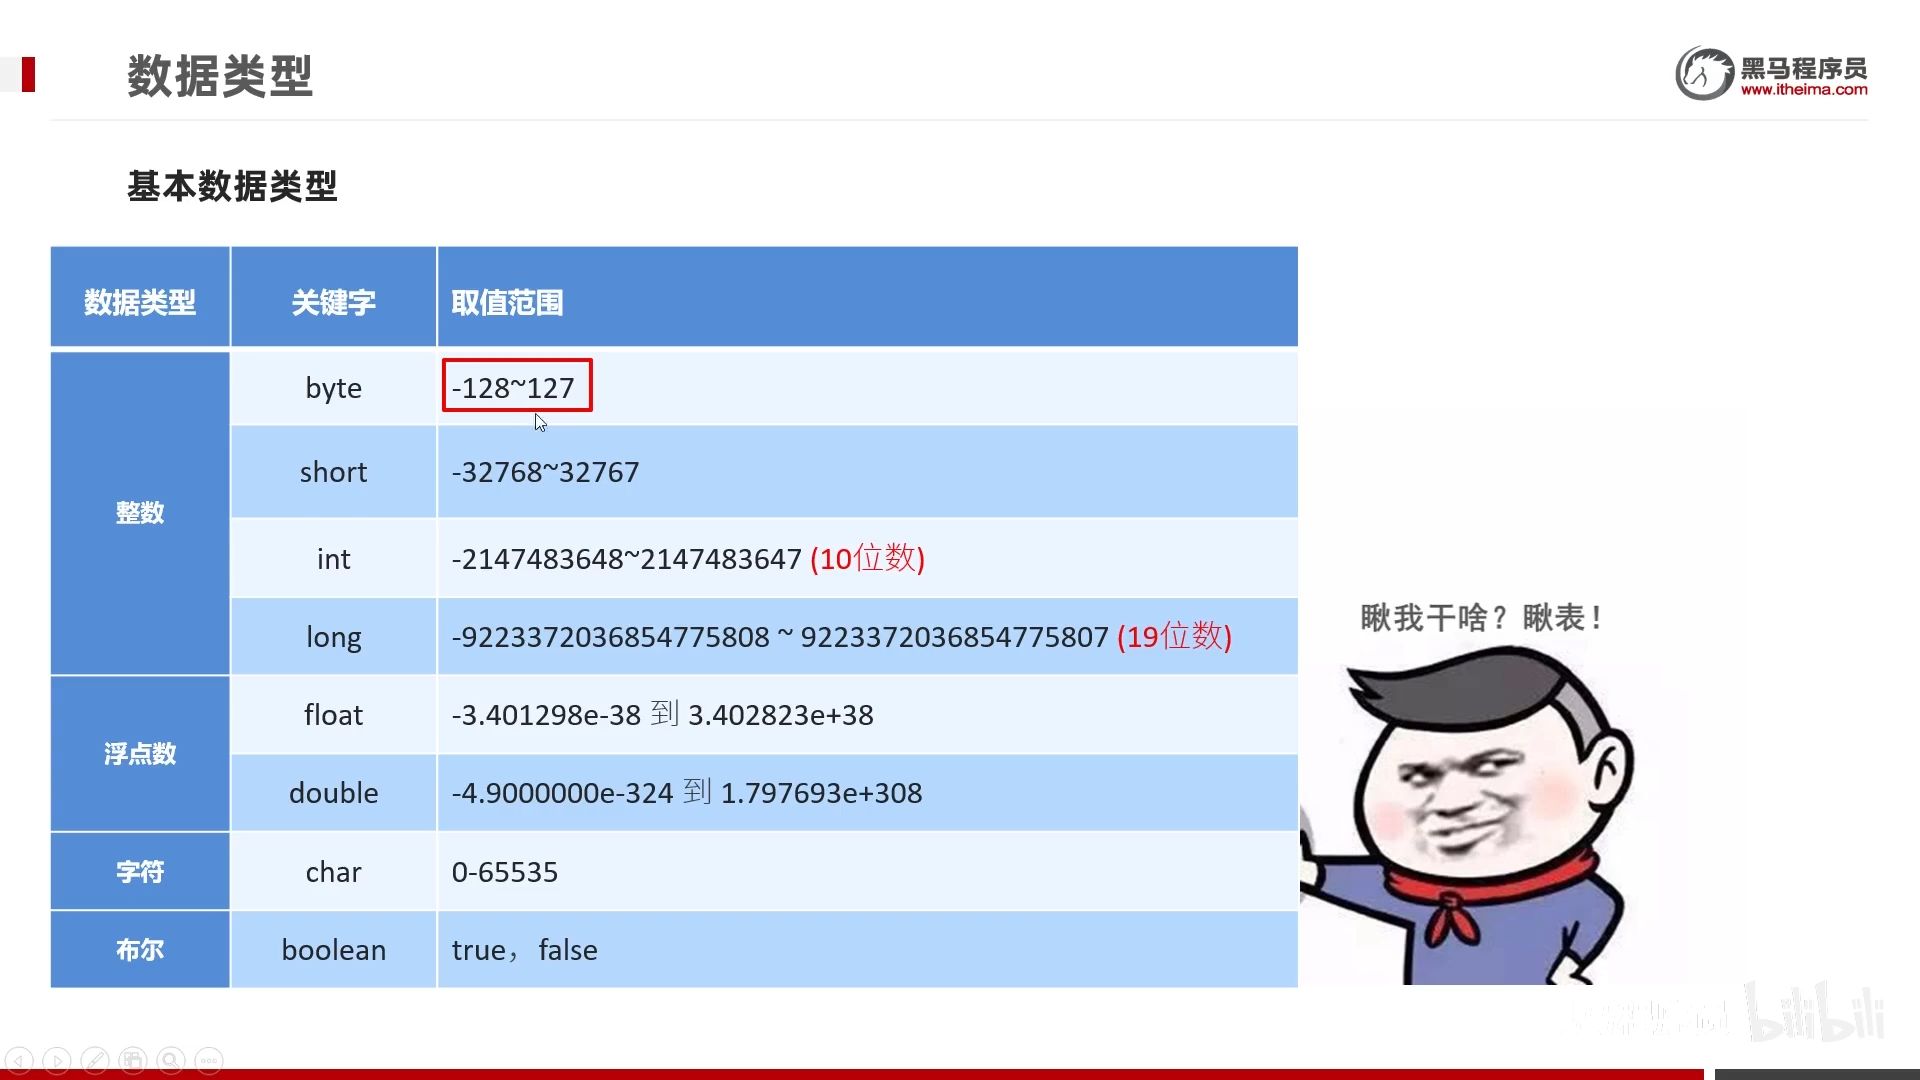 数据类型
黑马程序员
www.itheima.com
基本数据类型
数据类型 关键字 取值范围
整数 byte -128~127
short -32768~32767
int -2147483648~2147483647 (10位数)
long -9223372036854775808 ~ 9223372036854775807 (19位数)
浮点数 float -3.401298e-38 到 3.402823e+38
double -4.9000000e-324 到 1.797693e+308
字符 char 0-65535
布尔 boolean true，false
瞅我干啥？瞅表！
bilibili